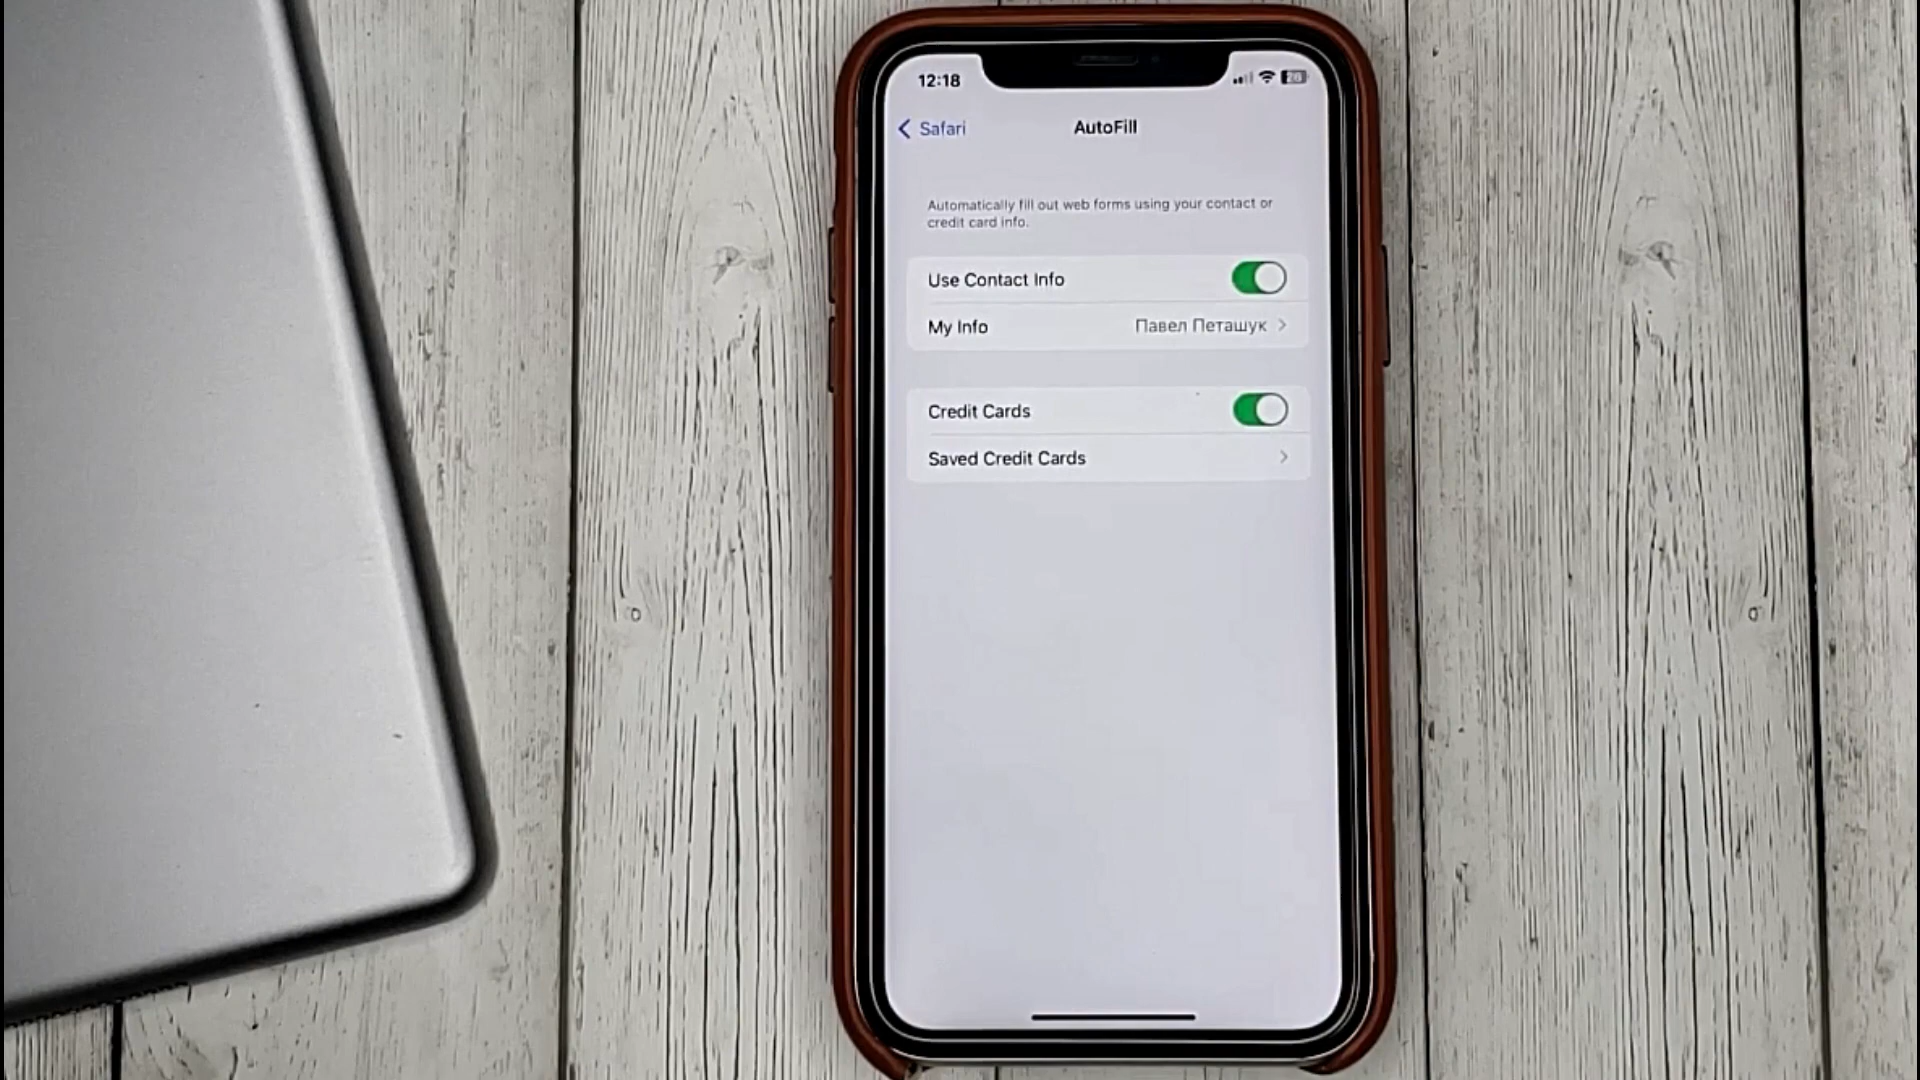 12:18
Safari
AutoFill
Automatically fill out web forms using your contact or
credit card info.
Use Contact Info
My Info Павел Петашук
Credit Cards
Saved Credit Cards